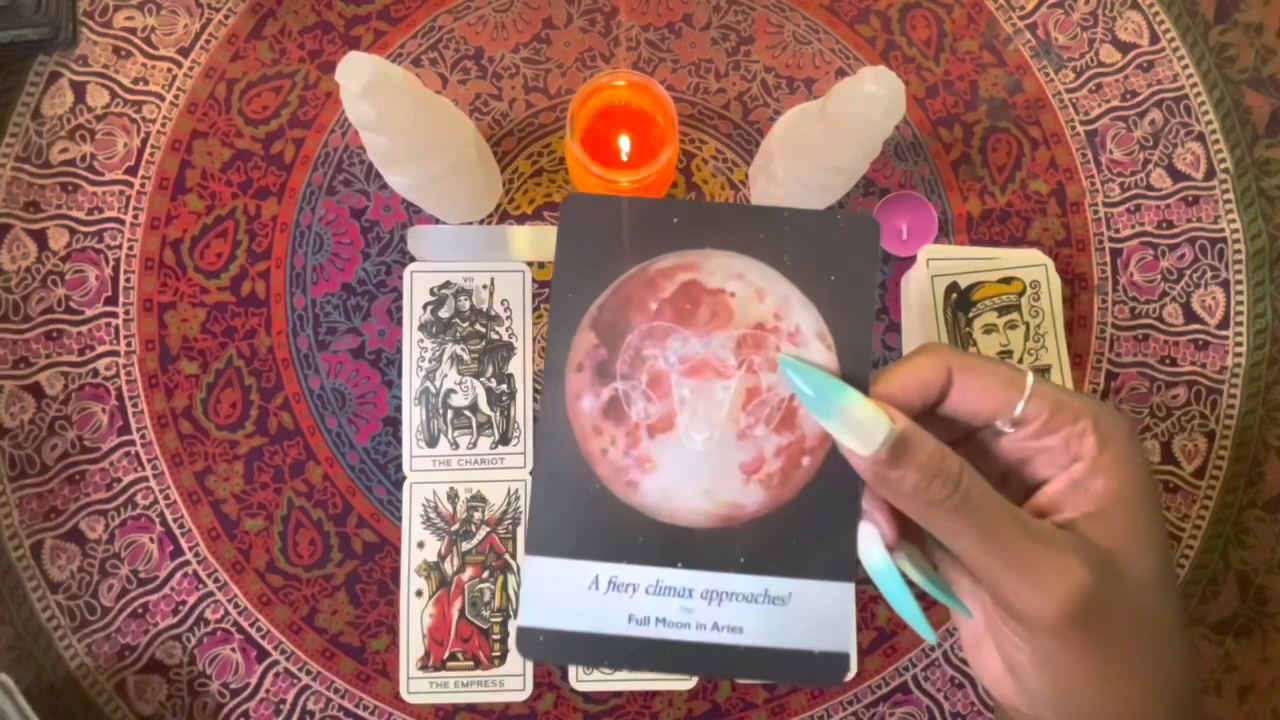 VII
THE CHARIOT
III
THE EMPRESS
A fiery climax approaches!
Full Moon in Aries